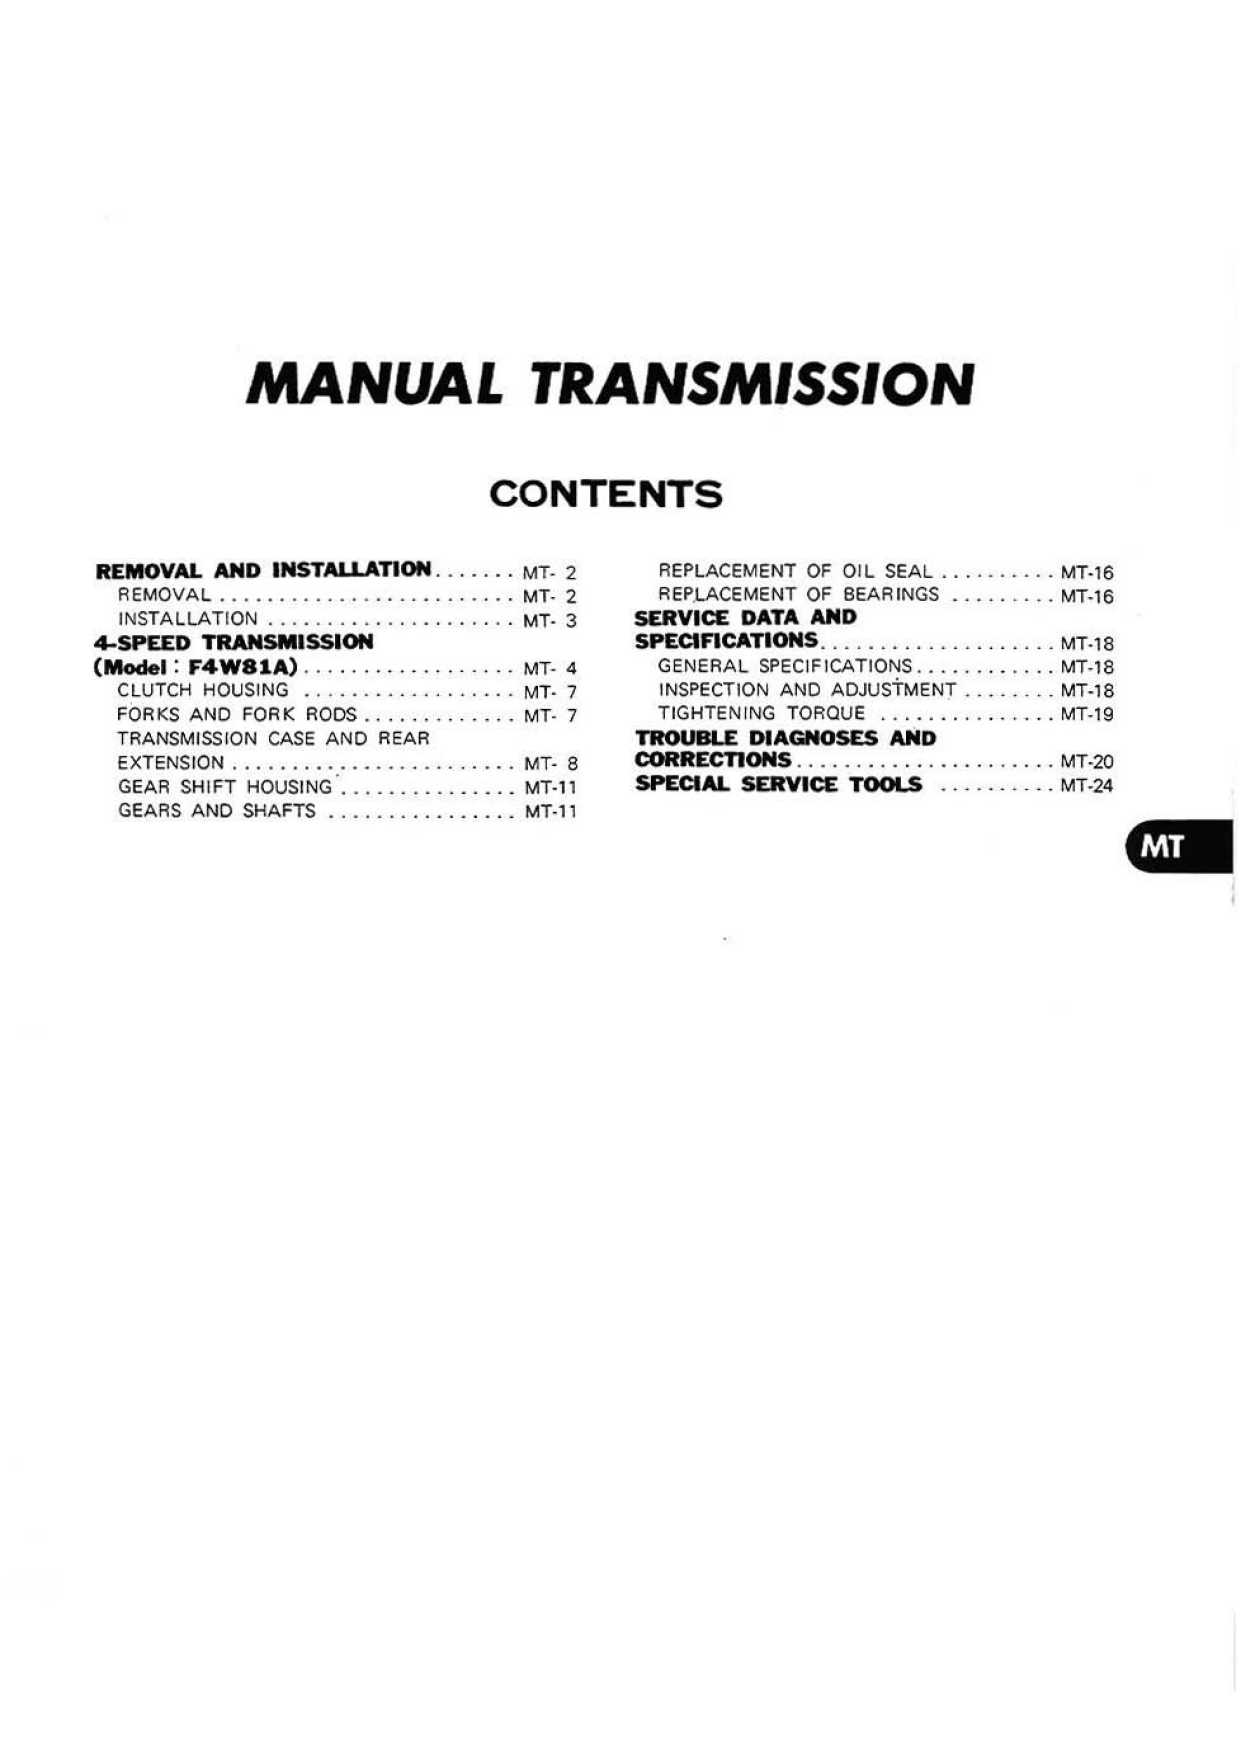 MANUAL TRANSMISSION
CONTENTS
REMOVAL AND INSTALLATION....... MT- 2
REMOVAL......................... MT- 2
INSTALLATION ..................... MT- 3
4-SPEED TRANSMISSION
(Model : F4W81A).................. MT- 4
CLUTCH HOUSING .................. MT- 7
FORKS AND FORK RODS............. MT- 7
TRANSMISSION CASE AND REAR
EXTENSION........................ MT- 8
GEAR SHIFT HOUSING............... MT-11
GEARS AND SHAFTS ................ MT-11
REPLACEMENT OF OIL SEAL.......... MT-16
REPLACEMENT OF BEARINGS ......... MT-16
SERVICE DATA AND
SPECIFICATIONS.................... MT-18
GENERAL SPECIFICATIONS............ MT-18
INSPECTION AND ADJUSTMENT........ MT-18
TIGHTENING TORQUE ............... MT-19
TROUBLE DIAGNOSES AND
CORRECTIONS...................... MT-20
SPECIAL SERVICE TOOLS .......... MT-24
MT